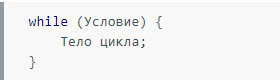 while (Условие) {
    Тело цикла;
}